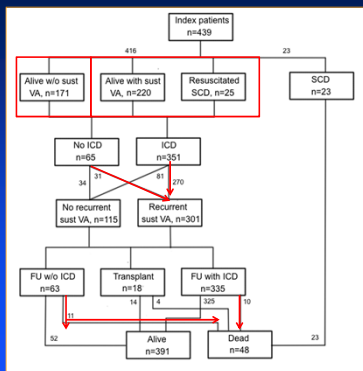 Index patients
n=439
416
23
Alive w/o sust
VA, n=171
Alive with sust
VA, n=220
Resuscitated
SCD, n=25
SCD
n=23
No ICD
n=65
ICD
n=351
31
81
34
270
No recurrent
sust VA, n=115
Recurrent
sust VA, n=301
FU w/o ICD
n=63
Transplant
n=18
FU with ICD
n=335
14
4
325
10
11
52
23
Alive
n=391
Dead
n=48